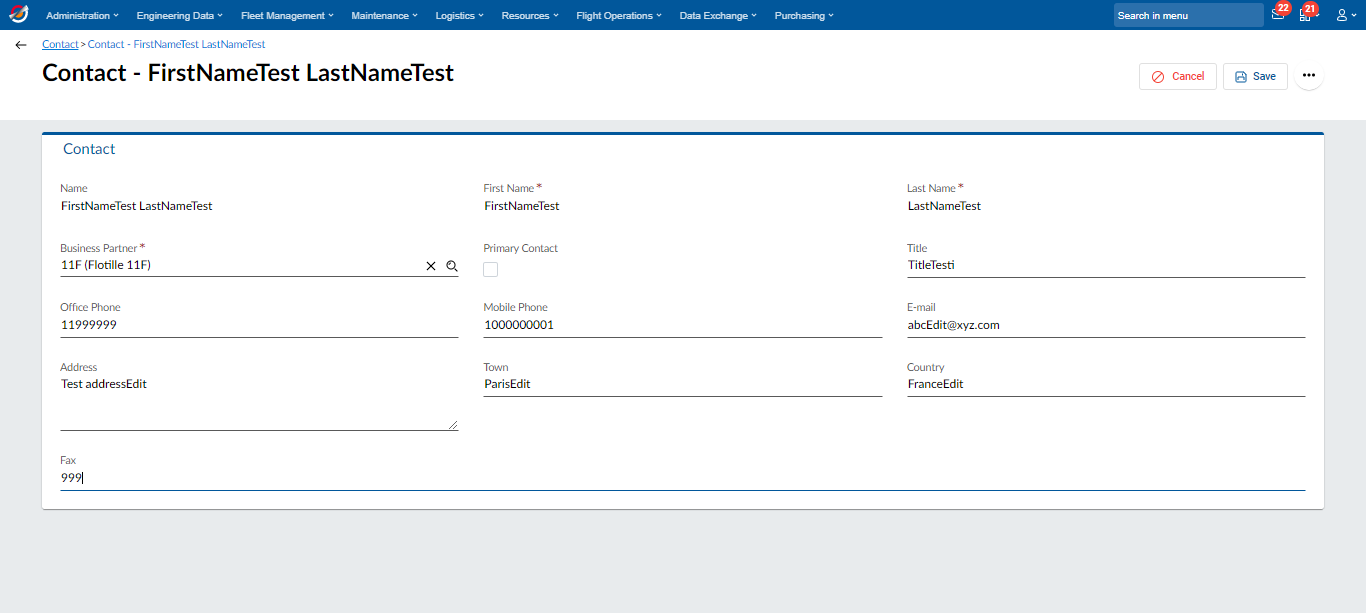 Administration Engineering Data Fleet Management Maintenance Logistics Resources Flight Operations Data Exchange Purchasing Search in menu 22 21
Contact > Contact - FirstNameTest LastNameTest
Contact - FirstNameTest LastNameTest
Cancel Save
Contact
Name First Name * Last Name *
FirstNameTest LastNameTest FirstNameTest LastNameTest
Business Partner * Primary Contact Title
11F (Flotille 11F) TitleTesti
Office Phone Mobile Phone E-mail
11999999 1000000001 abcEdit@xyz.com
Address Town Country
Test addressEdit ParisEdit FranceEdit
Fax
999